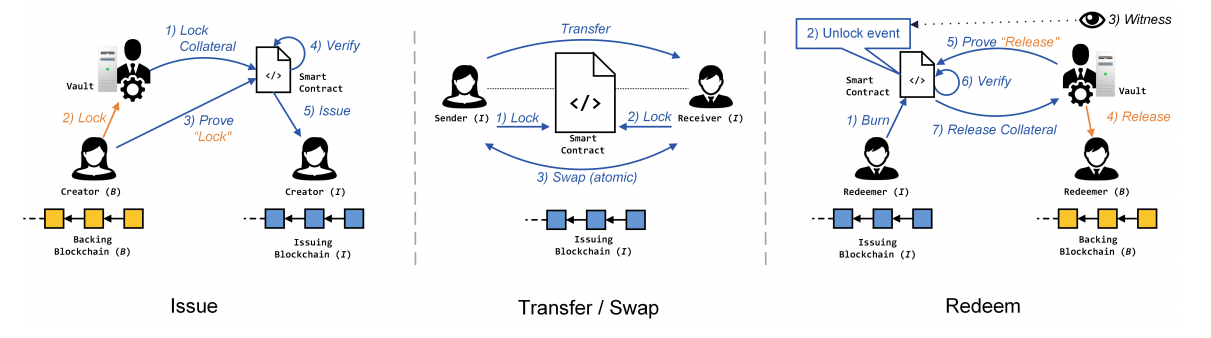 1) Lock
Collateral
4) Verify
</>
Smart
Contract
Vault
2) Lock
3) Prove
"Lock"
5) Issue
Creator (B)
Creator (I)
Backing
Blockchain (B)
Issuing
Blockchain (I)
Issue
Transfer
</>
Sender (I)
1) Lock
2) Lock
Receiver (I)
Smart
Contract
3) Swap (atomic)
Issuing
Blockchain (I)
Transfer / Swap
3) Witness
2) Unlock event
5) Prove "Release"
Smart
Contract
</>
6) Verify
Vault
1) Burn
7) Release Collateral
4) Release
Redeemer (I)
Redeemer (B)
Issuing
Blockchain (I)
Backing
Blockchain (B)
Redeem